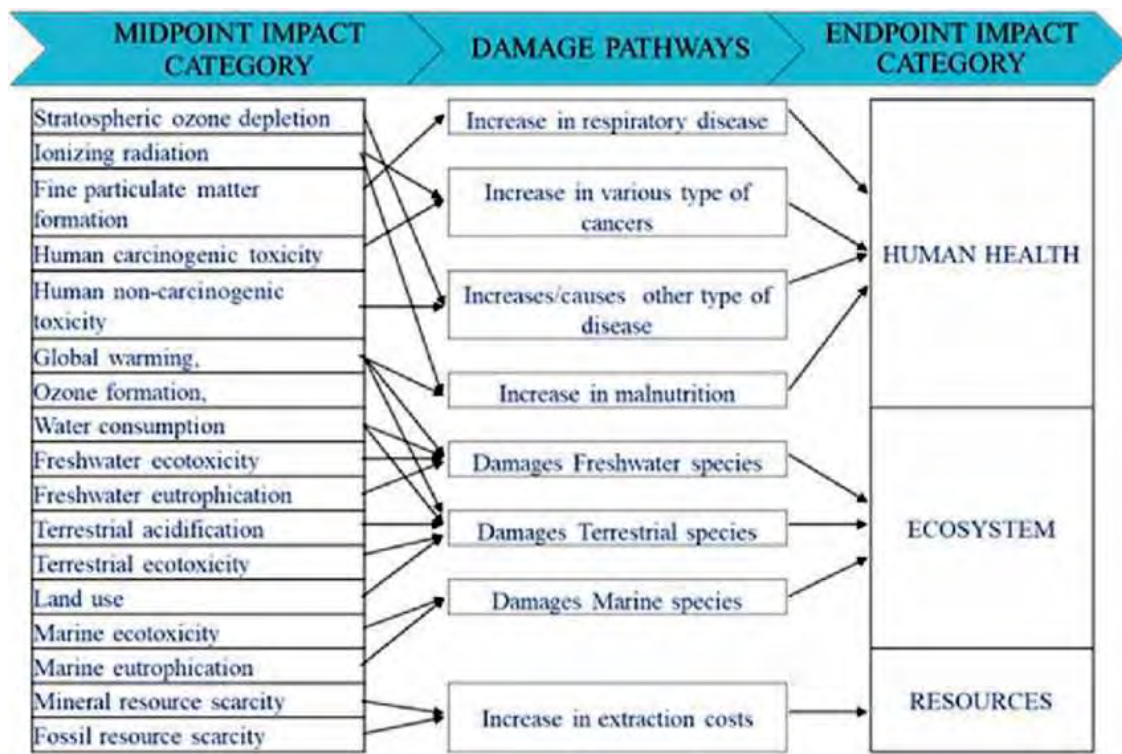 MIDPOINT IMPACT
CATEGORY
DAMAGE PATHWAYS
ENDPOINT IMPACT
CATEGORY
Stratospheric ozone depletion
Ionizing radiation
Fine particulate matter
formation
Human carcinogenic toxicity
Human non-carcinogenic
toxicity
Global warming,
Ozone formation,
Water consumption
Freshwater ecotoxicity
Freshwater eutrophication
Terrestrial acidification
Terrestrial ecotoxicity
Land use
Marine ecotoxicity
Marine eutrophication
Mineral resource scarcity
Fossil resource scarcity
Increase in respiratory disease
Increase in various type of
cancers
Increases/causes other type of
disease
Increase in malnutrition
Damages Freshwater species
Damages Terrestrial species
Damages Marine species
Increase in extraction costs
HUMAN HEALTH
ECOSYSTEM
RESOURCES